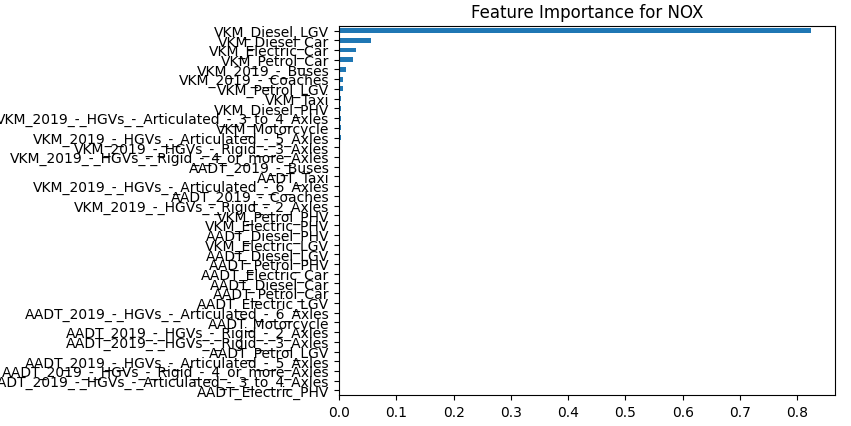 Feature Importance for NOX
VKM_Diesel_LGV
VKM_Diesel_Car
VKM_Electric_Car
VKM_Petrol_Car
VKM_2019_-_Buses
VKM_2019_-_Coaches
VKM_Petrol_LGV
VKM_Taxi
VKM_Diesel_PHV
VKM_2019_-_HGVs_-_Articulated_-_3_to_4_Axles
VKM_Motorcycle
VKM_2019_-_HGVs_-_Articulated_-_5_Axles
VKM_2019_-_HGVs_-_Rigid_-_3_Axles
VKM_2019_-_HGVs_-_Rigid_-_4_or_more_Axles
AADT_2019_-_Buses
AADT_Taxi
VKM_2019_-_HGVs_-_Articulated_-_6_Axles
AADT_2019_-_Coaches
VKM_2019_-_HGVs_-_Rigid_-_2_Axles
VKM_Petrol_PHV
VKM_Electric_PHV
AADT_Diesel_PHV
VKM_Electric_LGV
AADT_Diesel_LGV
AADT_Petrol_PHV
AADT_Electric_Car
AADT_Diesel_Car
AADT_Petrol_Car
AADT_Electric_LGV
AADT_2019_-_HGVs_-_Articulated_-_6_Axles
AADT_Motorcycle
AADT_2019_-_HGVs_-_Rigid_-_2_Axles
AADT_2019_-_HGVs_-_Rigid_-_3_Axles
AADT_Petrol_LGV
AADT_2019_-_HGVs_-_Articulated_-_5_Axles
AADT_2019_-_HGVs_-_Rigid_-_4_or_more_Axles
ADT_2019_-_HGVs_-_Articulated_-_3_to_4_Axles
AADT_Electric_PHV
0.0 0.1 0.2 0.3 0.4 0.5 0.6 0.7 0.8